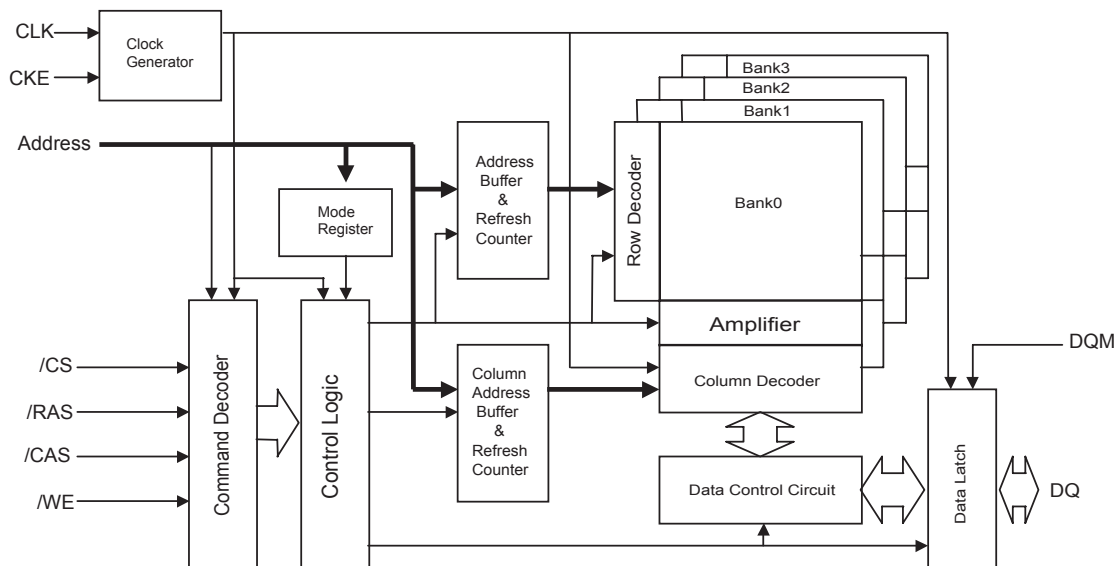 CLK
CKE
Clock
Generator
Address
Mode
Register
Address
Buffer
&
Refresh
Counter
Row Decoder
Bank3
Bank2
Bank1
Bank0
Amplifier
Column Decoder
/CS
/RAS
/CAS
/WE
Command Decoder
Control Logic
Column
Address
Buffer
&
Refresh
Counter
Data Control Circuit
DQM
Data Latch
DQ